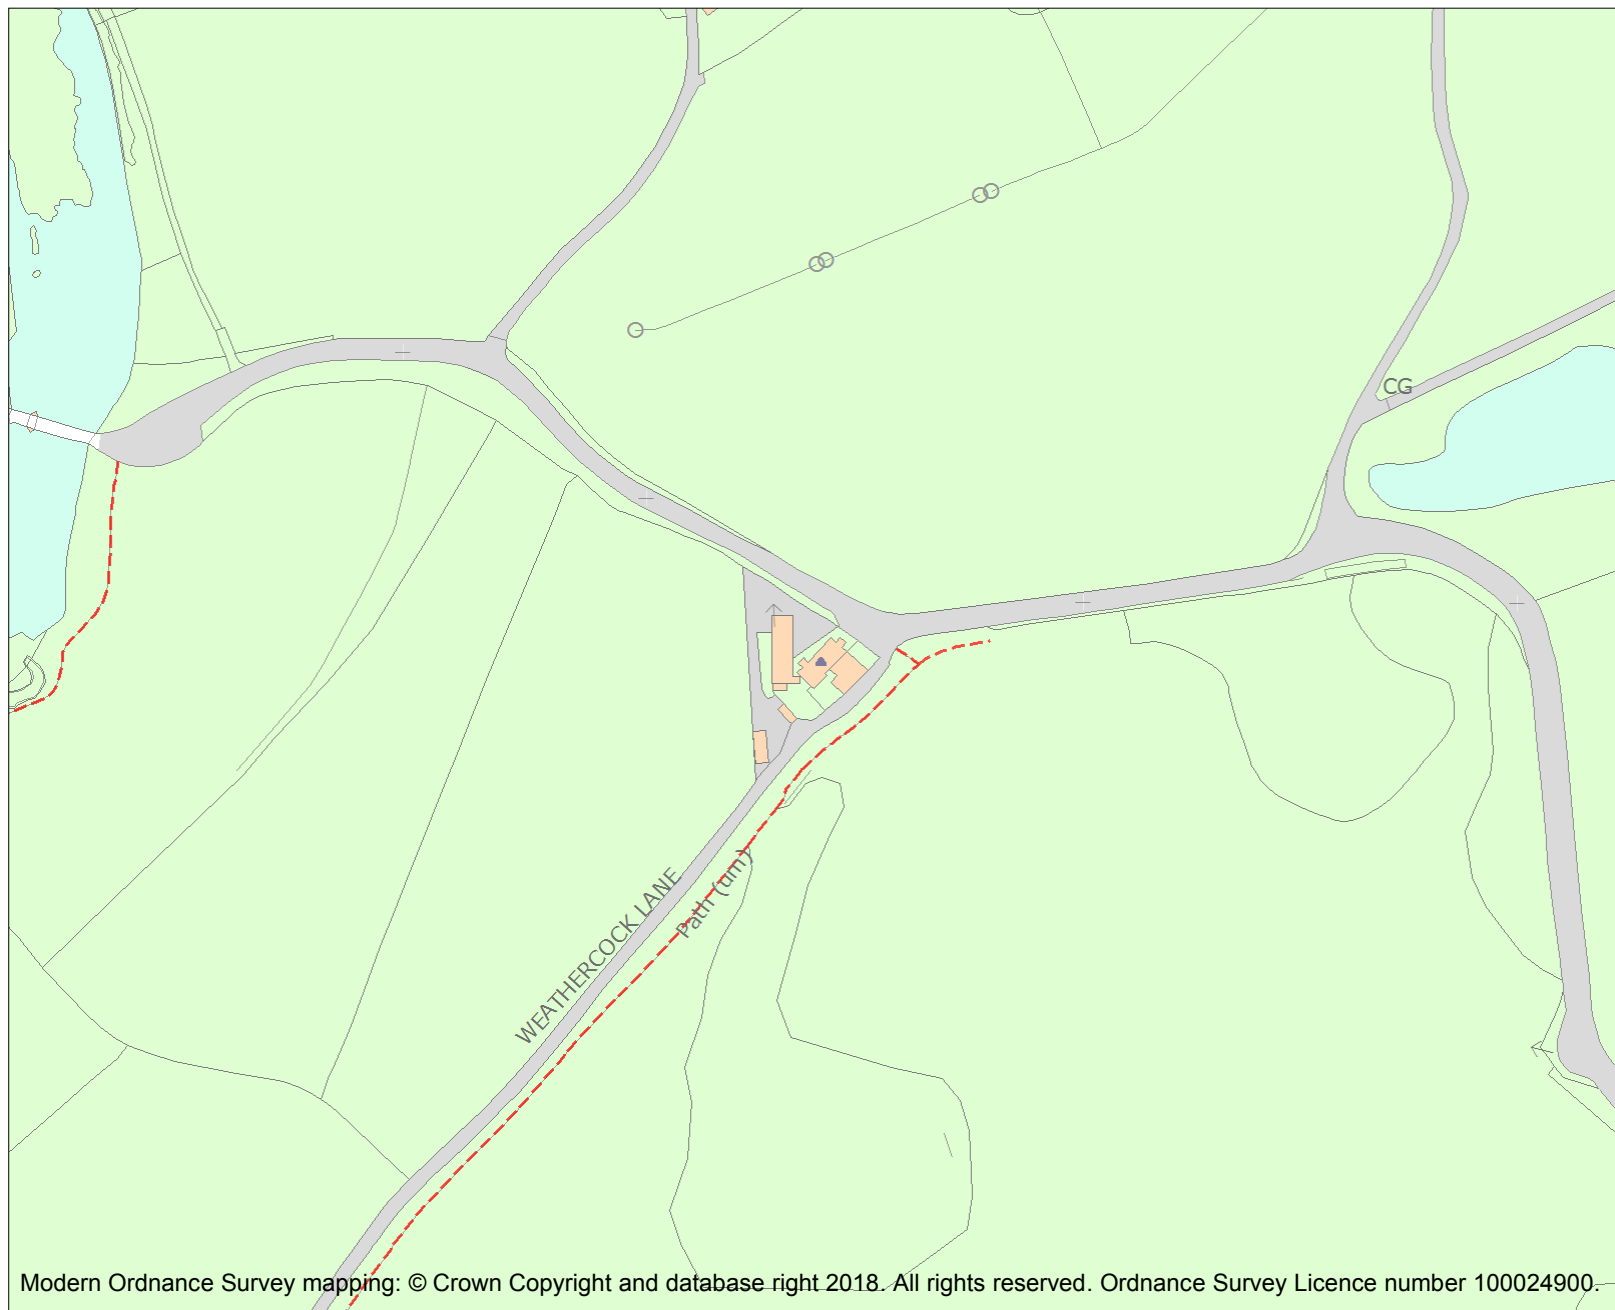 CG
WEATHERCOCK LANE
Path (um)
Modern Ordnance Survey mapping: © Crown Copyright and database right 2018. All rights reserved. Ordnance Survey Licence number 100024900.